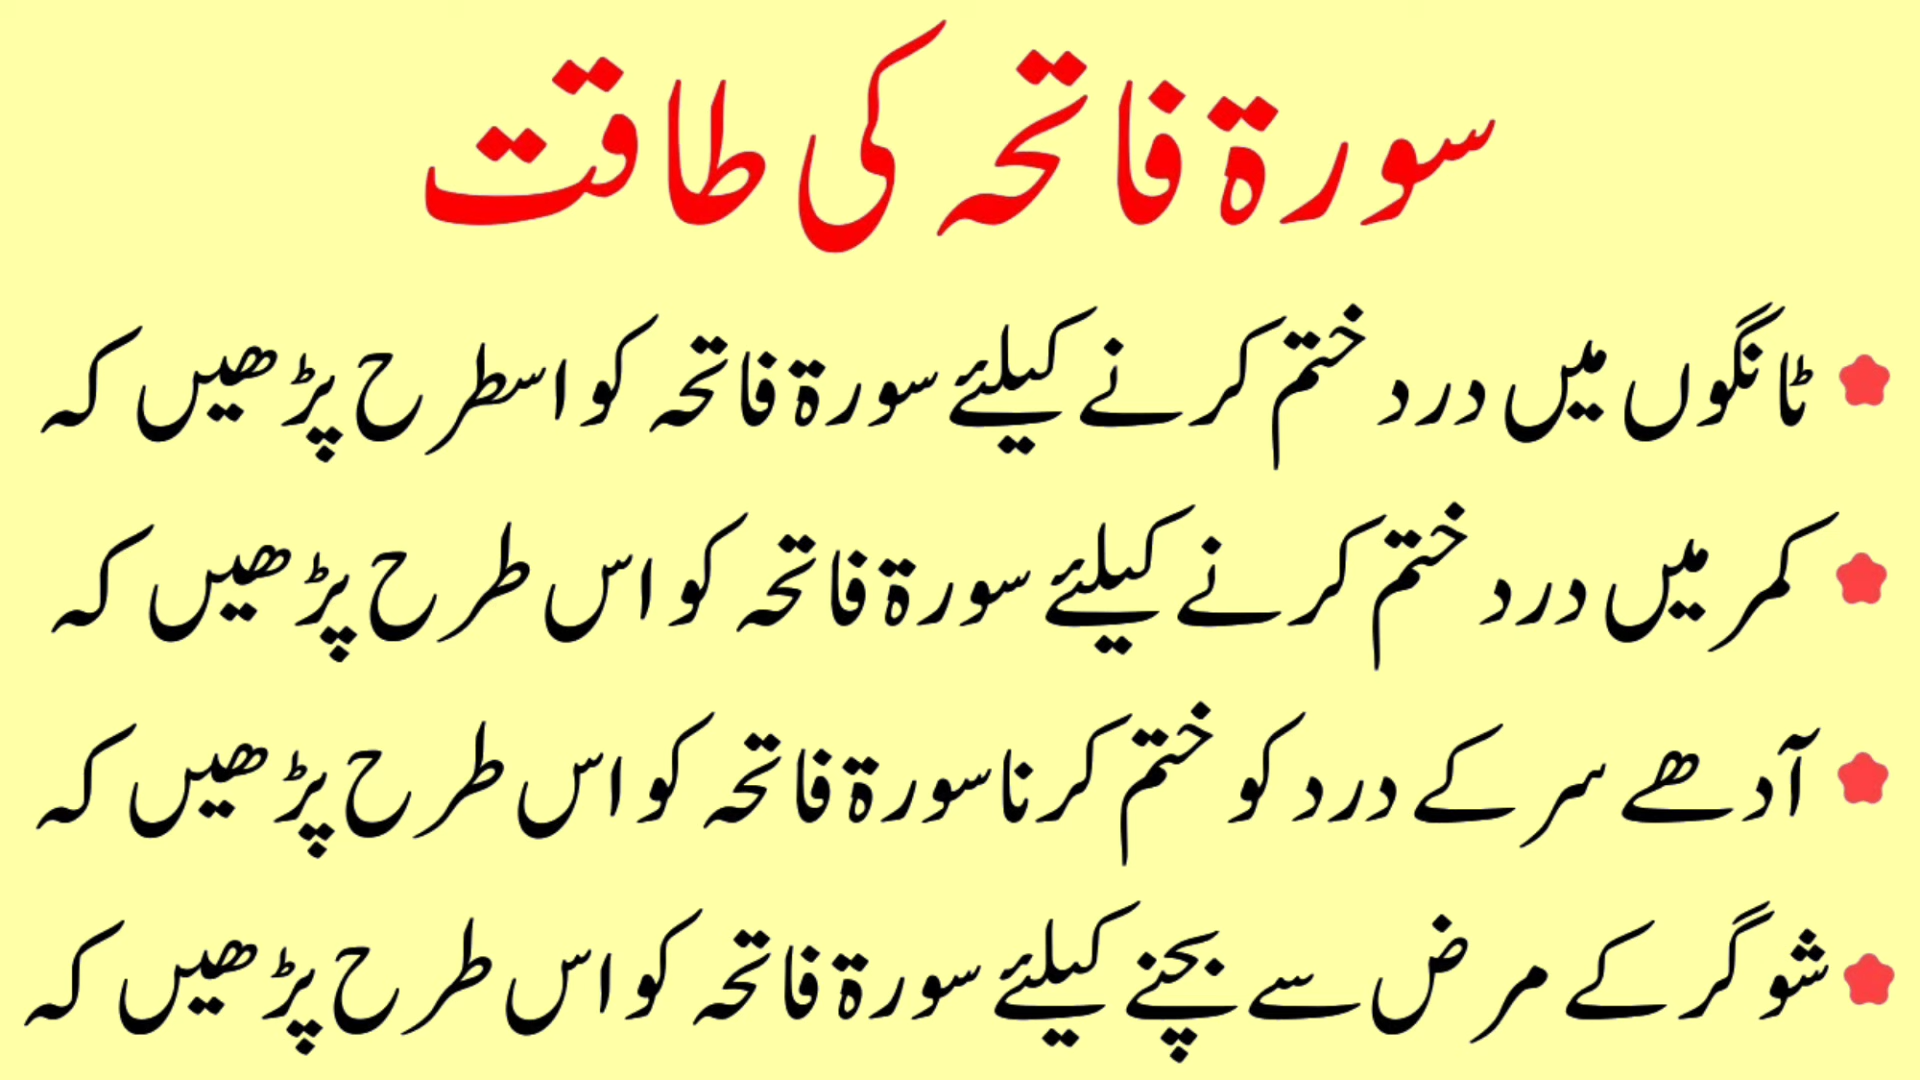 سورۃ فاتحہ کی طاقت
ٹانگوں میں درد ختم کرنے کیلئے سورۃ فاتحہ کو اسطرح پڑھیں کہ
کمر میں درد ختم کرنے کیلئے سورۃ فاتحہ کو اس طرح پڑھیں کہ
آدھے سر کے درد کو ختم کرنا سورۃ فاتحہ کو اس طرح پڑھیں کہ
شوگر کے مرض سے بچنے کیلئے سورۃ فاتحہ کو اس طرح پڑھیں کہ